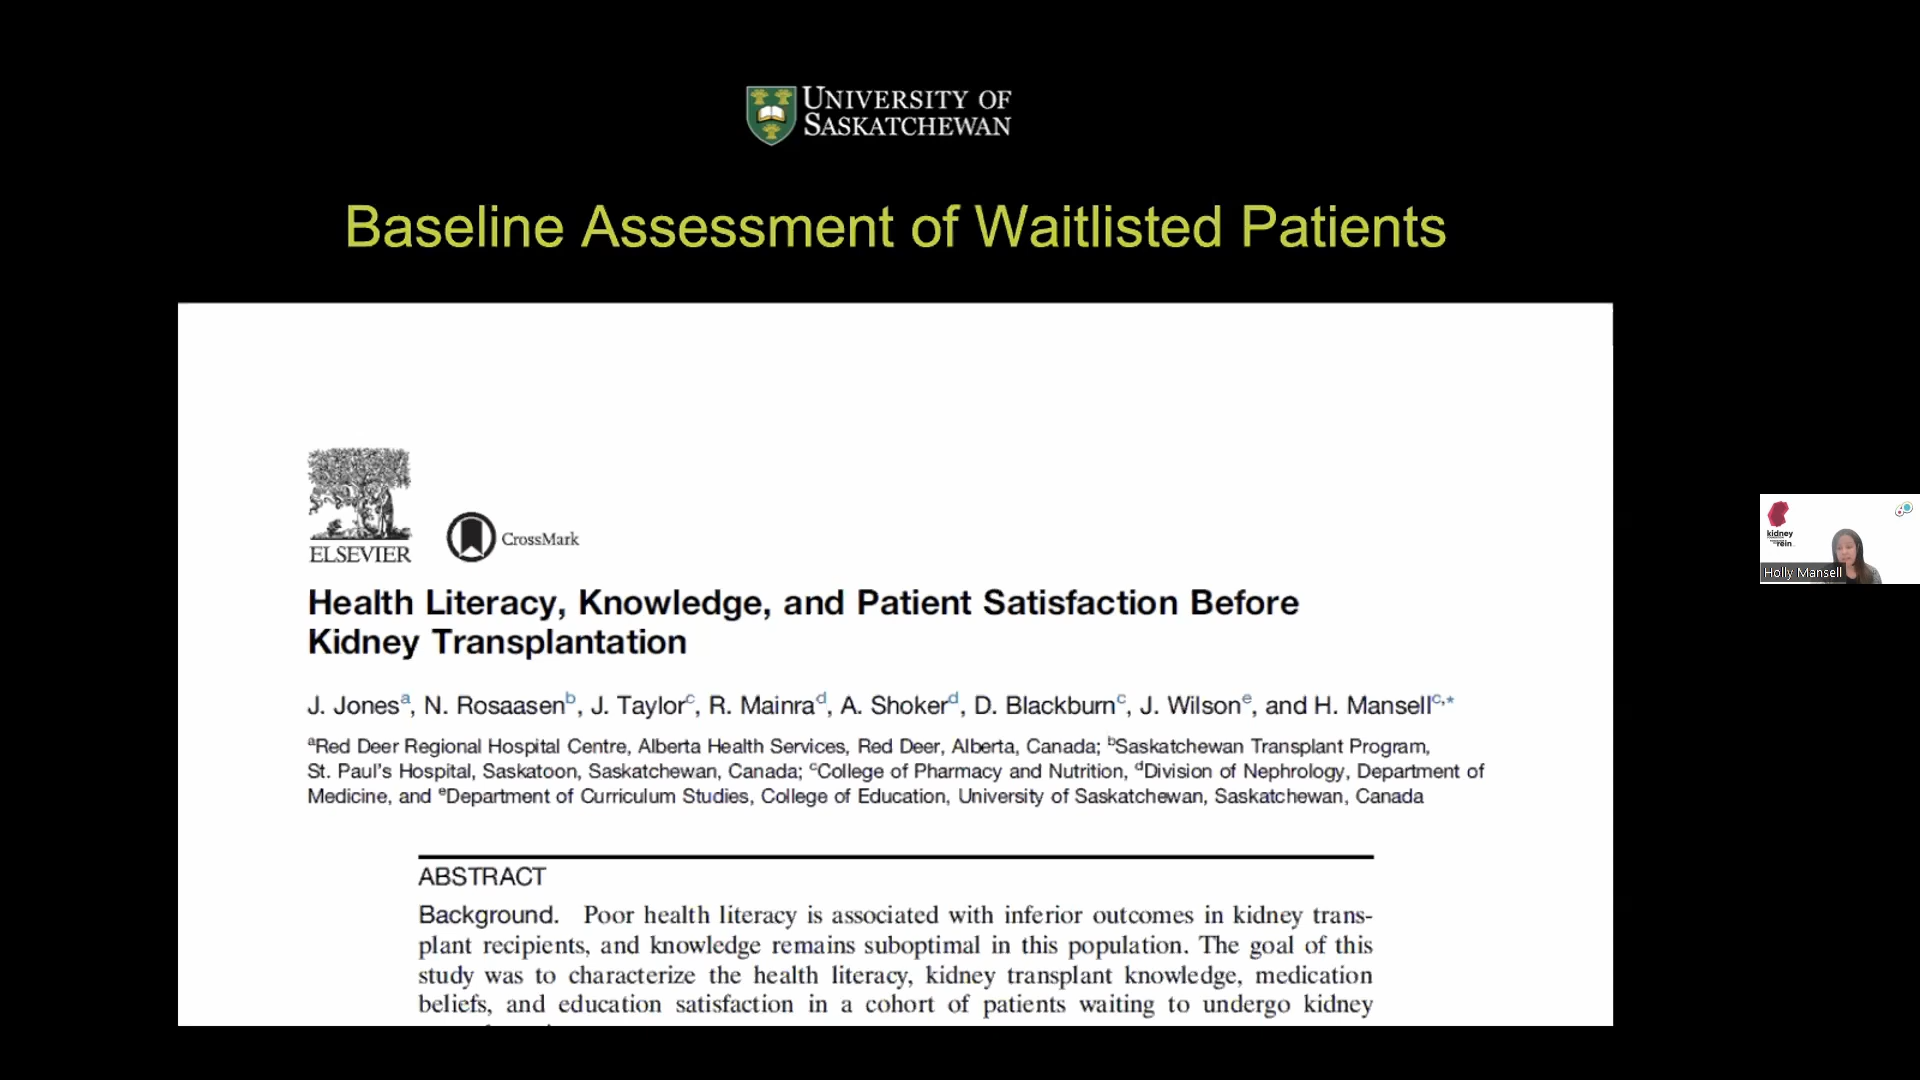 UNIVERSITY OF
SASKATCHEWAN
Baseline Assessment of Waitlisted Patients
ELSEVIER
CrossMark
Health Literacy, Knowledge, and Patient Satisfaction Before
Kidney Transplantation
J. Jonesᵃ, N. Rosaasenᵇ, J. Taylorᶜ, R. Mainraᵈ, A. Shokerᵈ, D. Blackburnᶜ, J. Wilsonᵉ, and H. Mansellᶜ,*
ᵃRed Deer Regional Hospital Centre, Alberta Health Services, Red Deer, Alberta, Canada; ᵇSaskatchewan Transplant Program,
St. Paul's Hospital, Saskatoon, Saskatchewan, Canada; ᶜCollege of Pharmacy and Nutrition, ᵈDivision of Nephrology, Department of
Medicine, and ᵉDepartment of Curriculum Studies, College of Education, University of Saskatchewan, Saskatchewan, Canada
ABSTRACT
Background. Poor health literacy is associated with inferior outcomes in kidney trans-
plant recipients, and knowledge remains suboptimal in this population. The goal of this
study was to characterize the health literacy, kidney transplant knowledge, medication
beliefs, and education satisfaction in a cohort of patients waiting to undergo kidney
kidney
rein
Holly Mansell